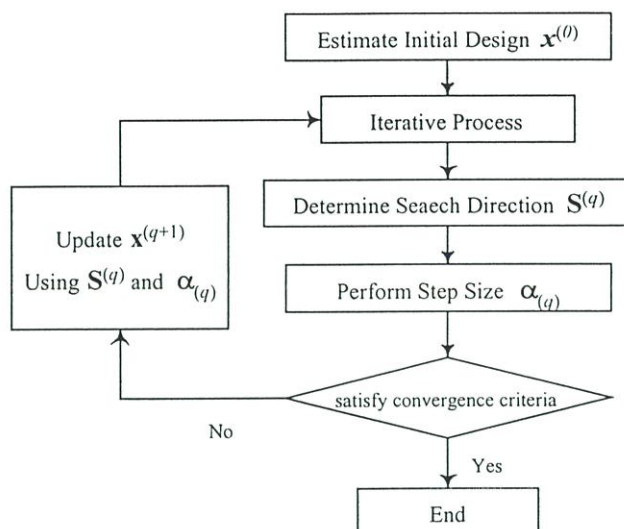 Estimate Initial Design x^(0)
Iterative Process
Determine Seaech Direction S^(q)
Update x^(q+1)
Using S^(q) and α_(q)
Perform Step Size α_(q)
satisfy convergence criteria
No
Yes
End